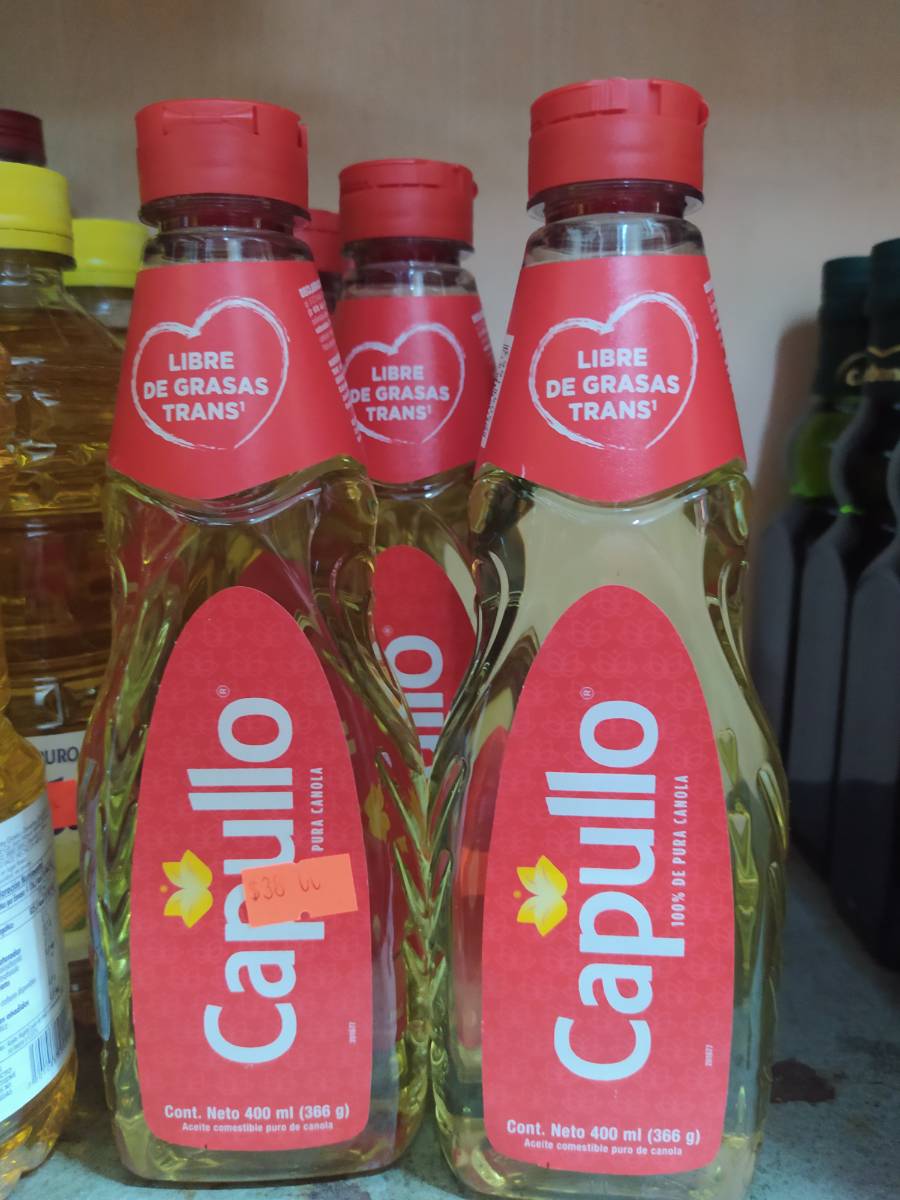 LIBRE
DE GRASAS
TRANS¹
LIBRE
DE GRASAS
TRANS¹
LIBRE
DE GRASAS
TRANS¹
Capullo®
PURA CANOLA
$38 00
Cont. Neto 400 ml (366 g)
Aceite comestible puro de canola
ullo®
Capullo®
100% DE PURA CANOLA
Cont. Neto 400 ml (366 g)
Aceite comestible puro de canola
URO